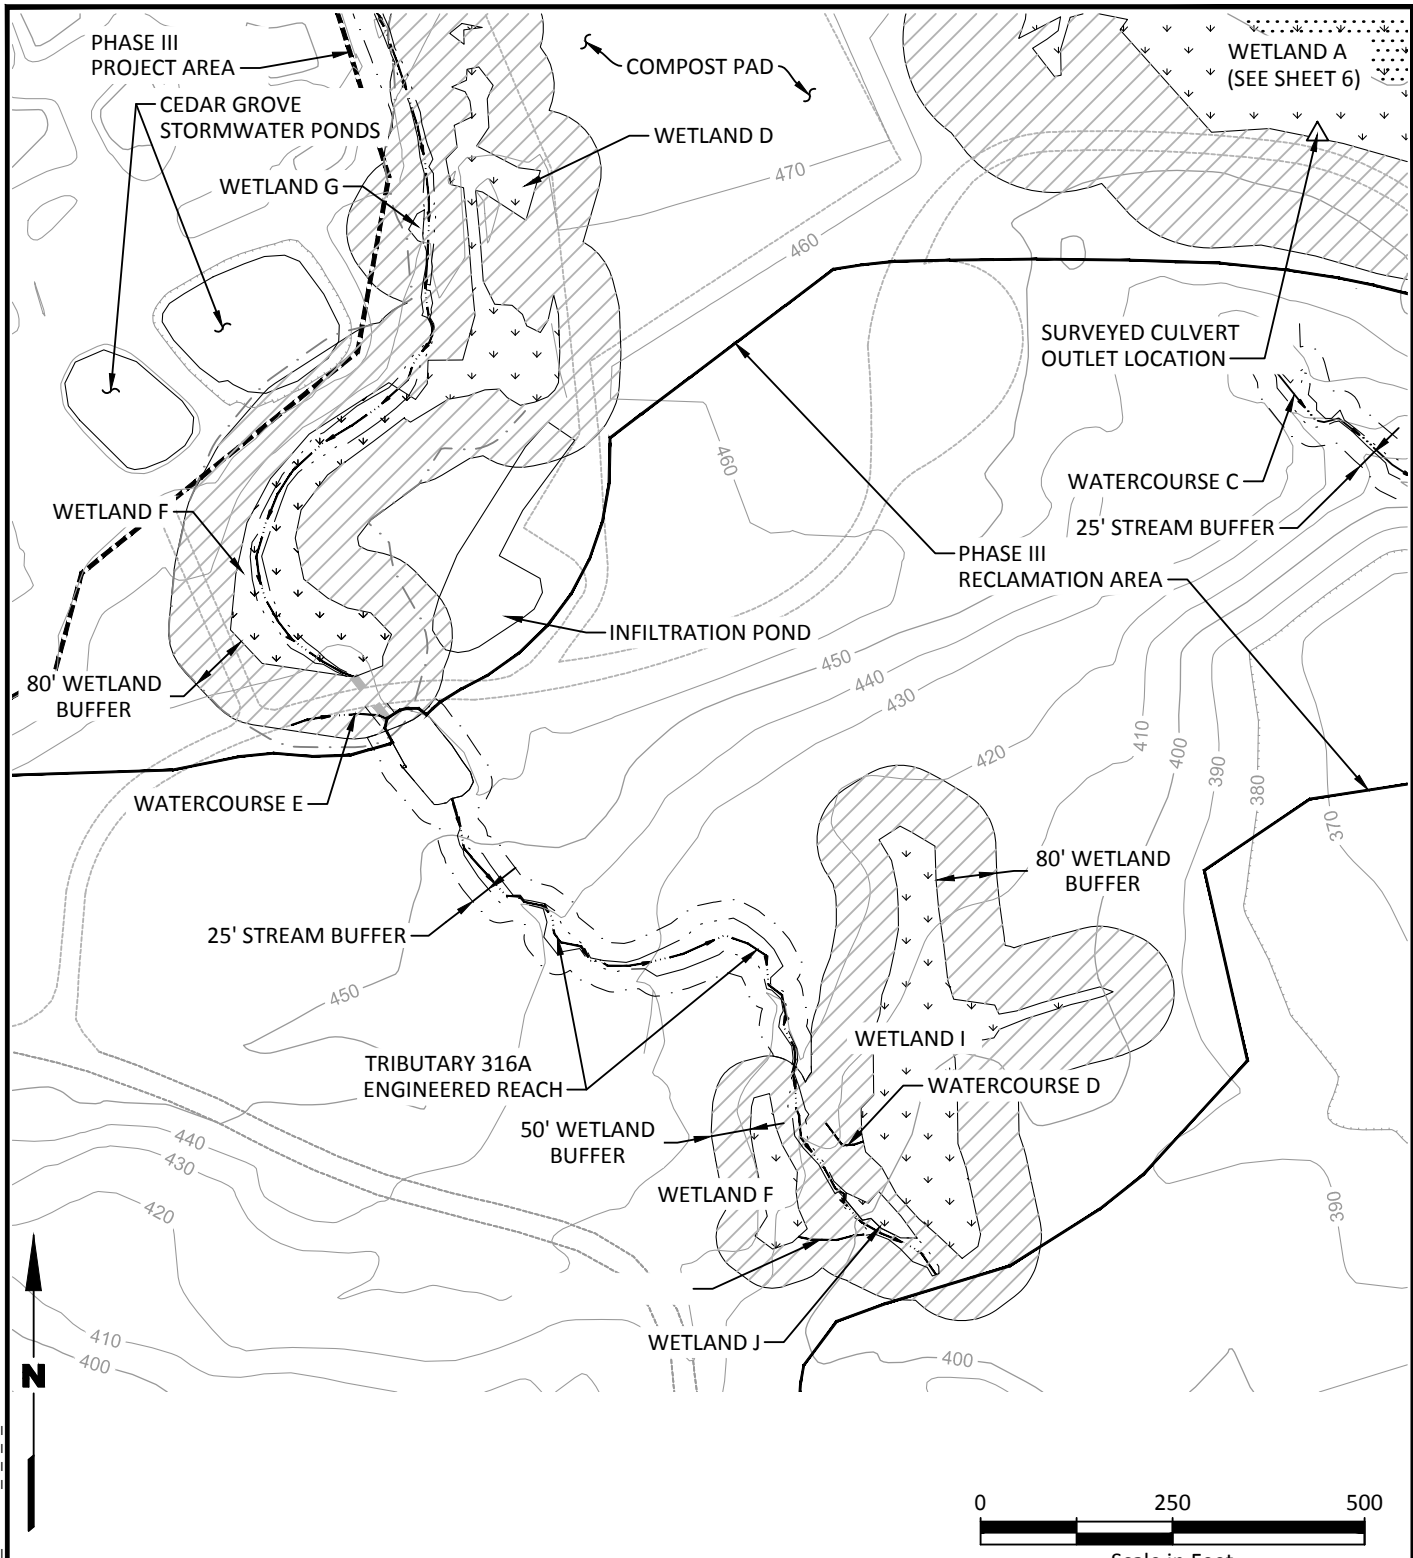 PHASE III
PROJECT AREA
CEDAR GROVE
STORMWATER PONDS
COMPOST PAD
WETLAND A
(SEE SHEET 6)
WETLAND D
WETLAND G
470
460
SURVEYED CULVERT
OUTLET LOCATION
460
WATERCOURSE C
25' STREAM BUFFER
WETLAND F
PHASE III
RECLAMATION AREA
INFILTRATION POND
450
440
430
80' WETLAND
BUFFER
410
400
390
380
370
420
WATERCOURSE E
80' WETLAND
BUFFER
25' STREAM BUFFER
450
WETLAND I
TRIBUTARY 316A
ENGINEERED REACH
WATERCOURSE D
50' WETLAND
BUFFER
440
430
420
WETLAND F
390
410
400
WETLAND J
400
N
0 250 500
Scale in Feet